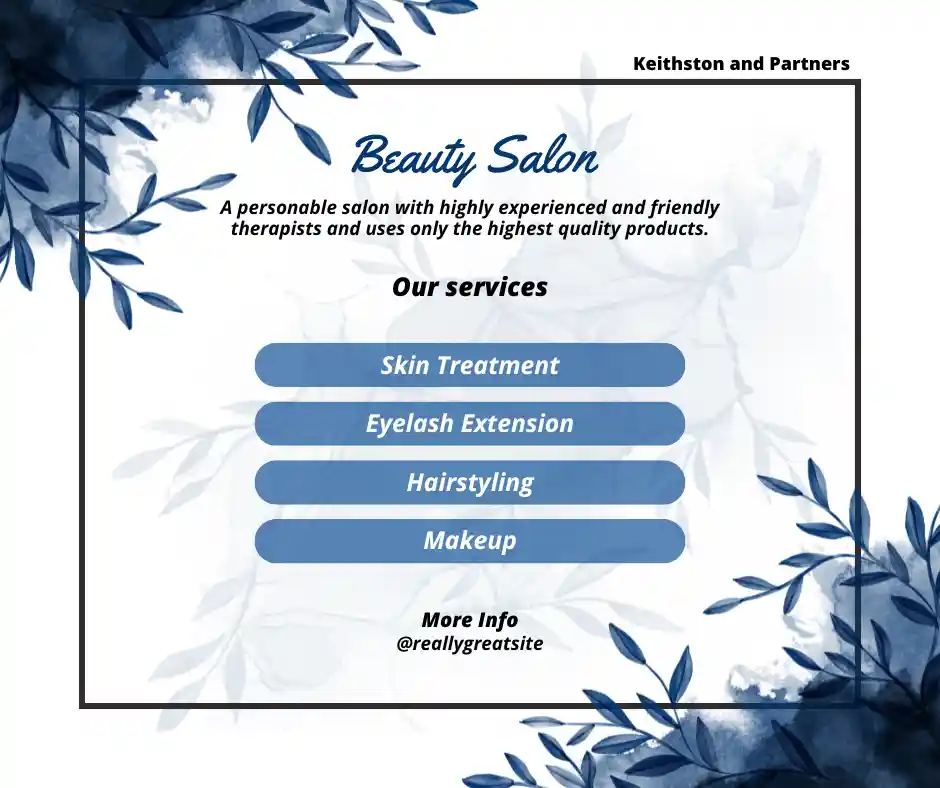 Keithston and Partners
Beauty Salon
A personable salon with highly experienced and friendly
therapists and uses only the highest quality products.
Our services
Skin Treatment
Eyelash Extension
Hairstyling
Makeup
More Info
@reallygreatsite